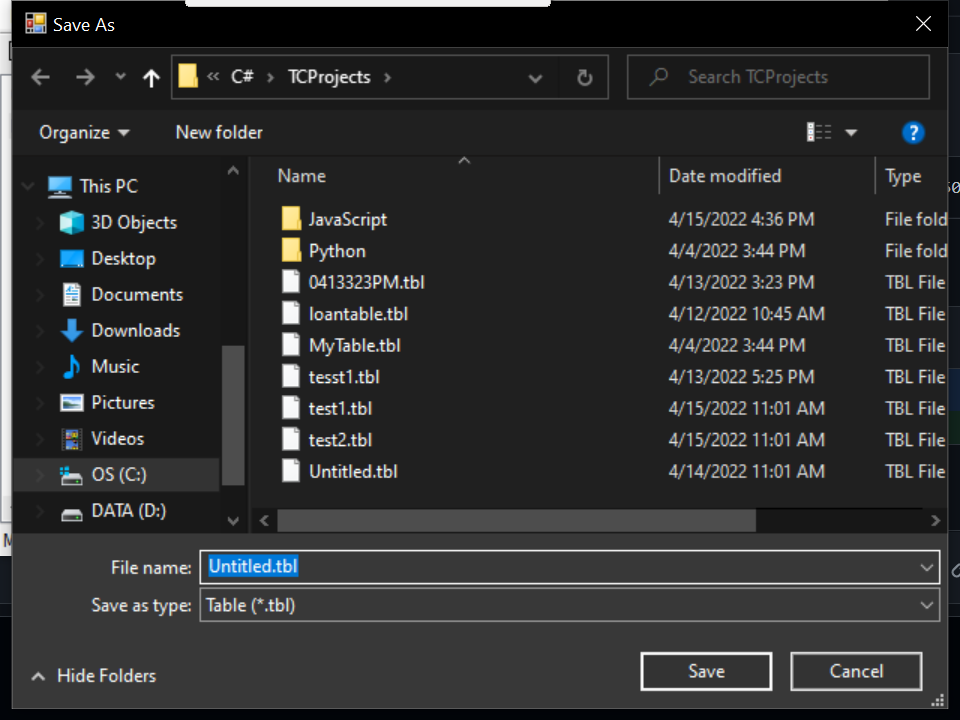 Save As
« C# › TCProjects ›
Search TCProjects
Organize
New folder
?
Name
Date modified
Type
This PC
3D Objects
Desktop
Documents
Downloads
Music
Pictures
Videos
OS (C:)
DATA (D:)
JavaScript 4/15/2022 4:36 PM File fold
Python 4/4/2022 3:44 PM File fold
0413323PM.tbl 4/13/2022 3:23 PM TBL File
loantable.tbl 4/12/2022 10:45 AM TBL File
MyTable.tbl 4/4/2022 3:44 PM TBL File
tesst1.tbl 4/13/2022 5:25 PM TBL File
test1.tbl 4/15/2022 11:01 AM TBL File
test2.tbl 4/15/2022 11:01 AM TBL File
Untitled.tbl 4/14/2022 11:01 AM TBL File
File name: Untitled.tbl
Save as type: Table (*.tbl)
Hide Folders
Save
Cancel